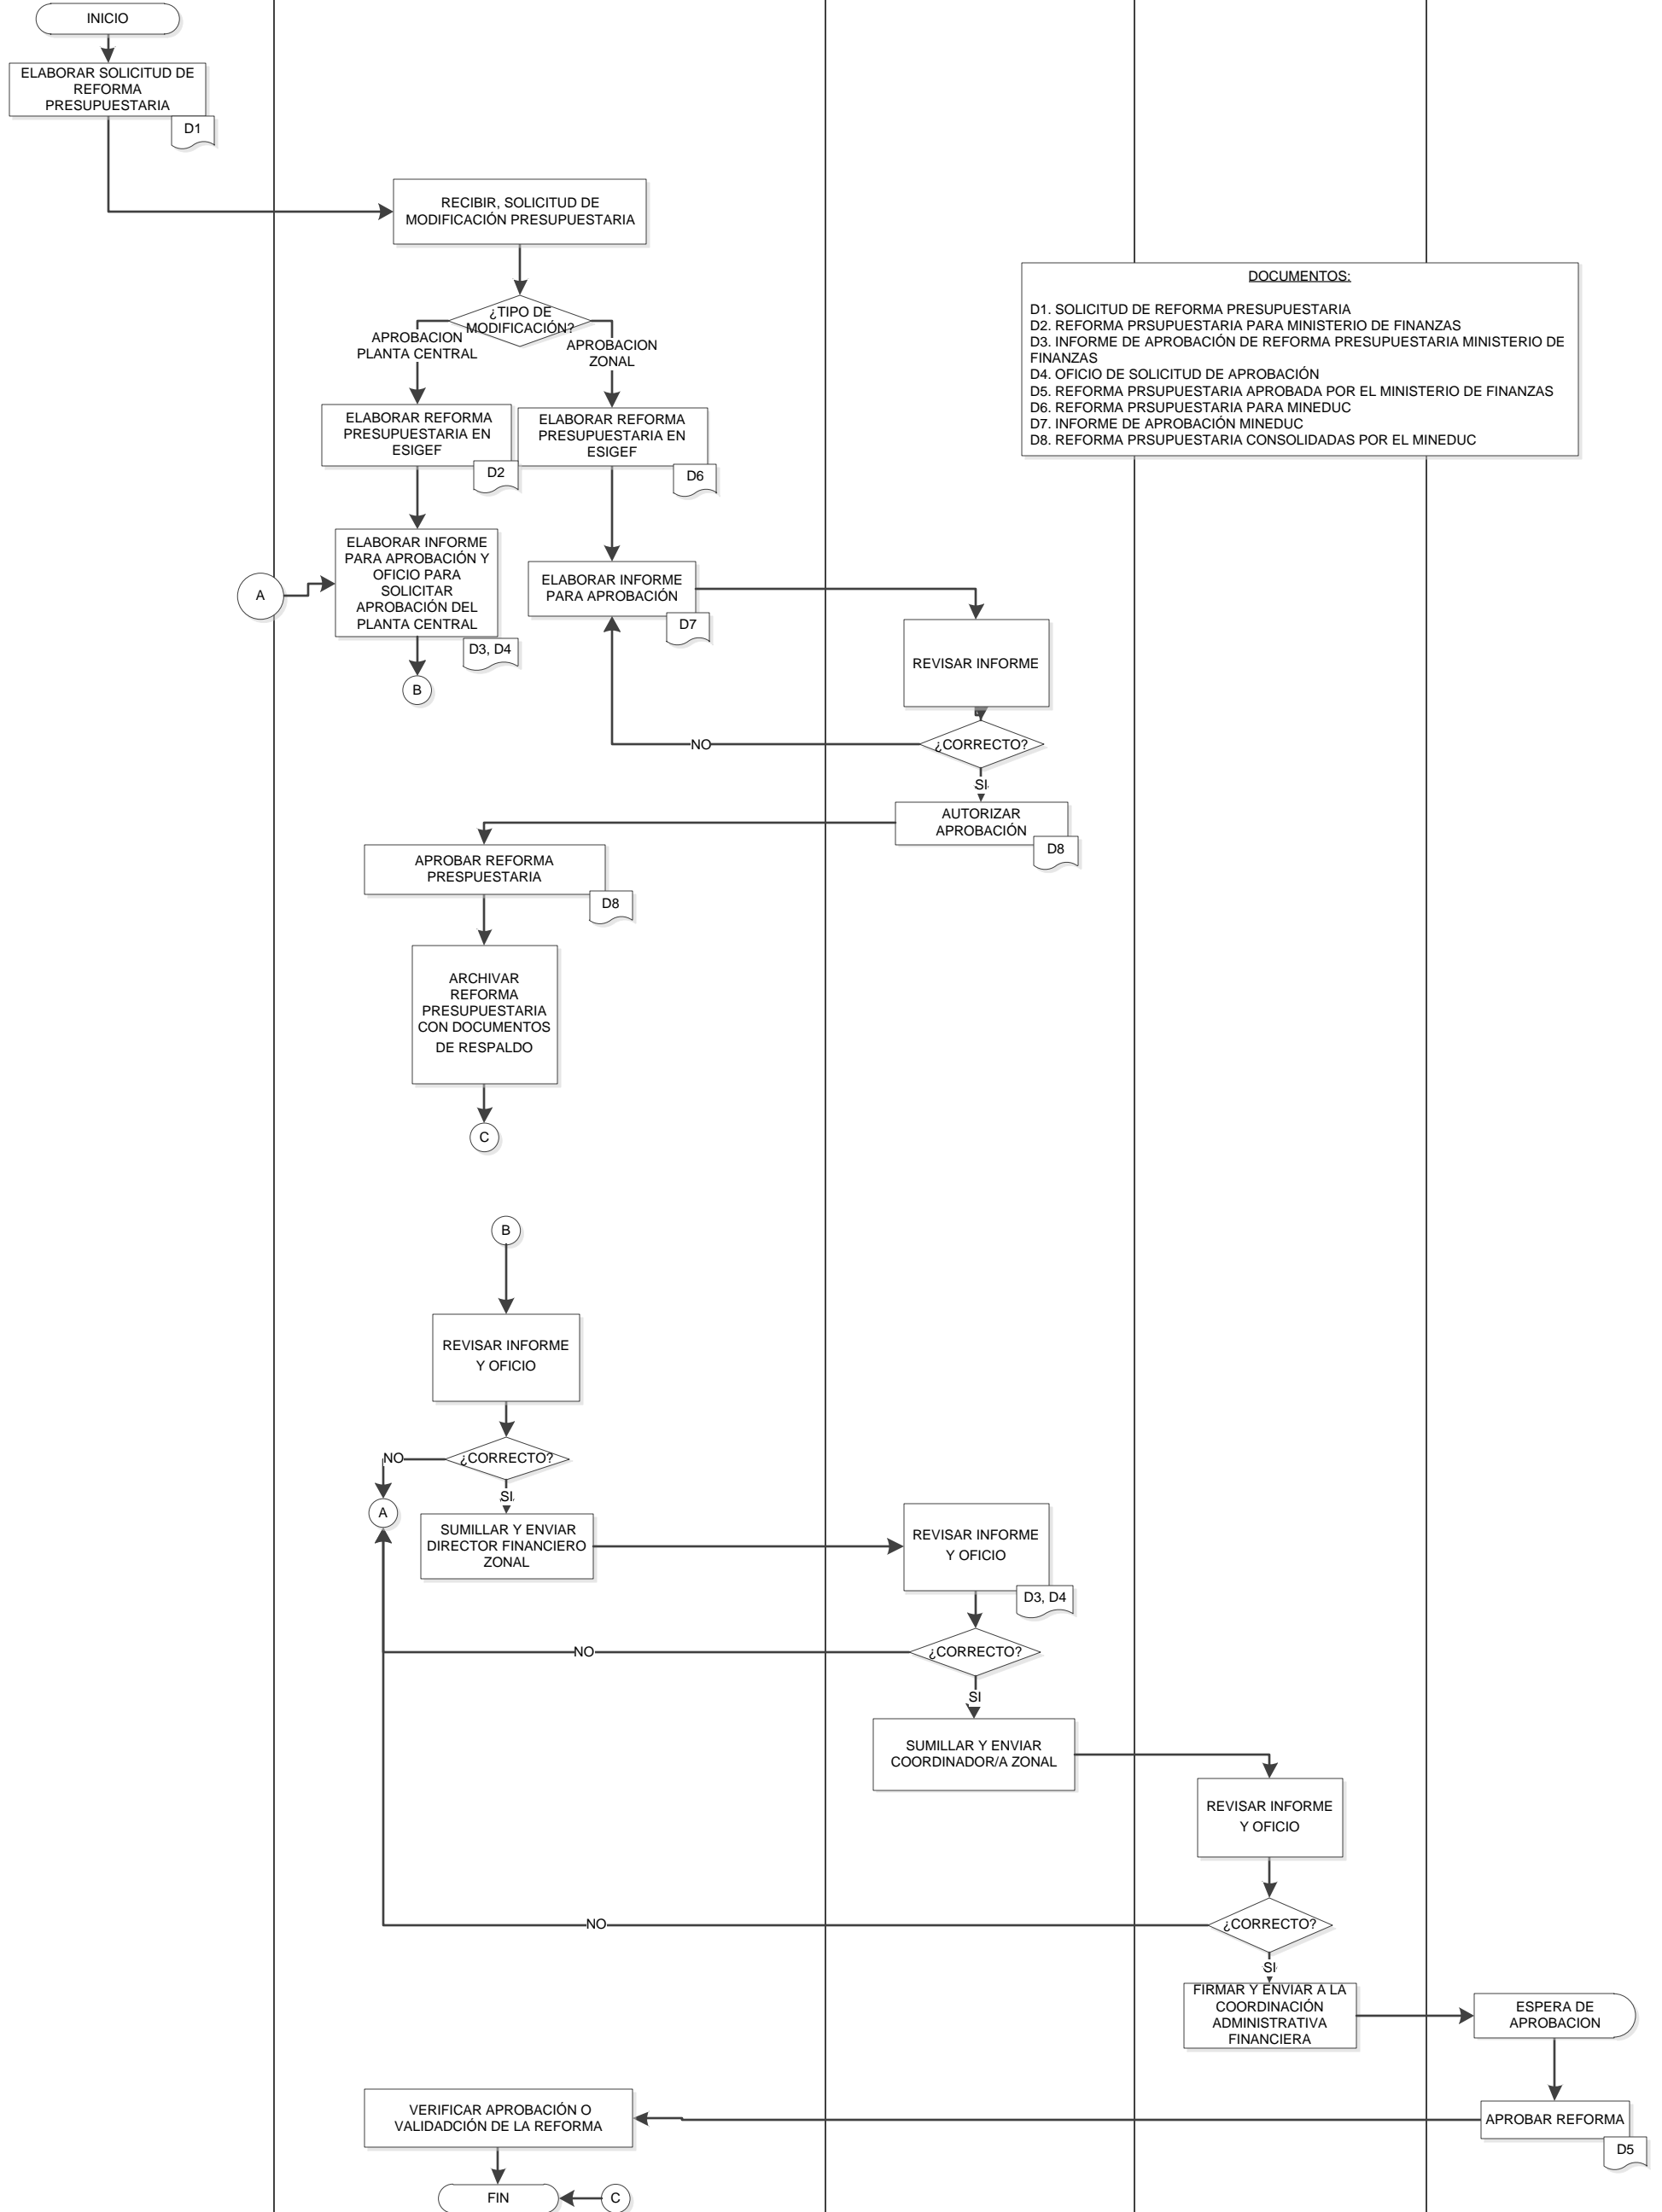 INICIO
ELABORAR SOLICITUD DE
REFORMA
PRESUPUESTARIA
D1
RECIBIR, SOLICITUD DE
MODIFICACIÓN PRESUPUESTARIA
¿TIPO DE
MODIFICACIÓN?
APROBACION
PLANTA CENTRAL
APROBACION
ZONAL
DOCUMENTOS:
D1. SOLICITUD DE REFORMA PRESUPUESTARIA
D2. REFORMA PRSUPUESTARIA PARA MINISTERIO DE FINANZAS
D3. INFORME DE APROBACIÓN DE REFORMA PRESUPUESTARIA MINISTERIO DE
FINANZAS
D4. OFICIO DE SOLICITUD DE APROBACIÓN
D5. REFORMA PRSUPUESTARIA APROBADA POR EL MINISTERIO DE FINANZAS
D6. REFORMA PRSUPUESTARIA PARA MINEDUC
D7. INFORME DE APROBACIÓN MINEDUC
D8. REFORMA PRSUPUESTARIA CONSOLIDADAS POR EL MINEDUC
ELABORAR REFORMA
PRESUPUESTARIA EN
ESIGEF
D2
ELABORAR REFORMA
PRESUPUESTARIA EN
ESIGEF
D6
A
ELABORAR INFORME
PARA APROBACIÓN Y
OFICIO PARA
SOLICITAR
APROBACIÓN DEL
PLANTA CENTRAL
D3, D4
B
ELABORAR INFORME
PARA APROBACIÓN
D7
REVISAR INFORME
¿CORRECTO?
NO
SI
AUTORIZAR
APROBACIÓN
D8
APROBAR REFORMA
PRESPUESTARIA
D8
ARCHIVAR
REFORMA
PRESUPUESTARIA
CON DOCUMENTOS
DE RESPALDO
C
B
REVISAR INFORME
Y OFICIO
¿CORRECTO?
NO
SI
A
SUMILLAR Y ENVIAR
DIRECTOR FINANCIERO
ZONAL
REVISAR INFORME
Y OFICIO
D3, D4
¿CORRECTO?
NO
SI
SUMILLAR Y ENVIAR
COORDINADOR/A ZONAL
REVISAR INFORME
Y OFICIO
¿CORRECTO?
NO
SI
FIRMAR Y ENVIAR A LA
COORDINACIÓN
ADMINISTRATIVA
FINANCIERA
ESPERA DE
APROBACION
APROBAR REFORMA
D5
VERIFICAR APROBACIÓN O
VALIDADCIÓN DE LA REFORMA
FIN
C